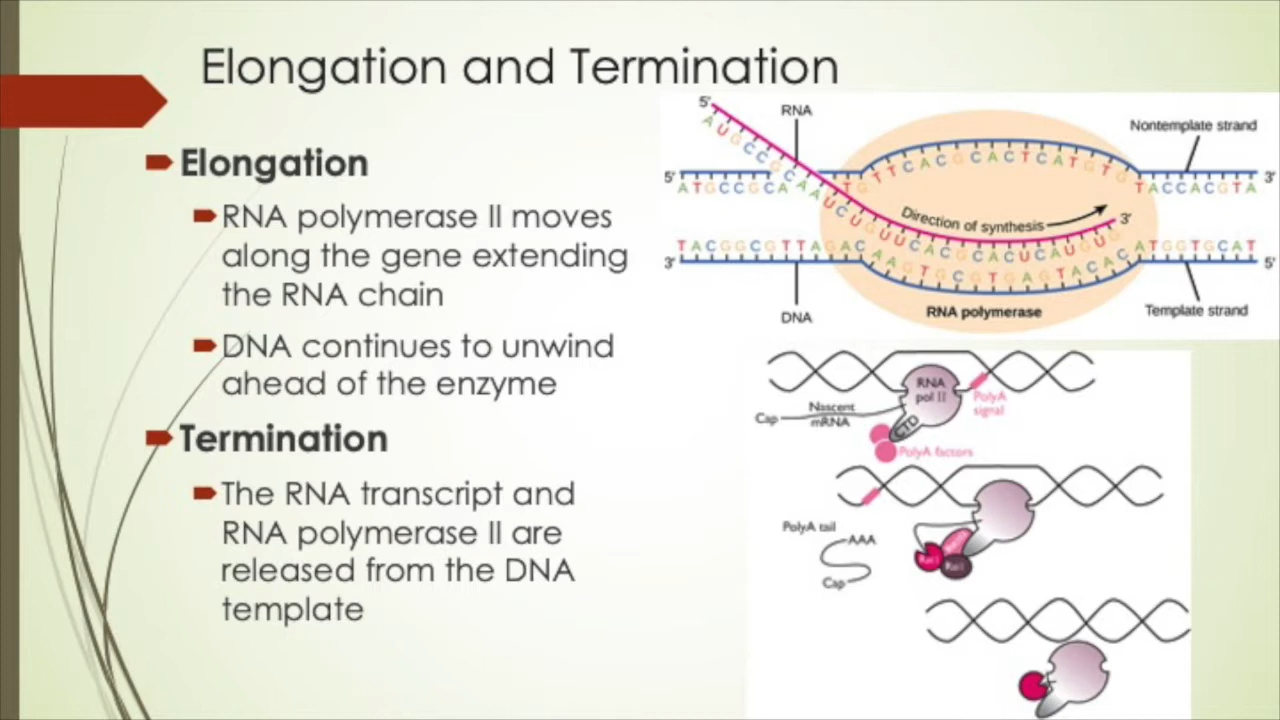 Elongation and Termination
Elongation
RNA polymerase II moves
along the gene extending
the RNA chain
DNA continues to unwind
ahead of the enzyme
Termination
The RNA transcript and
RNA polymerase II are
released from the DNA
template
5'
RNA
Nontemplate strand
5'
3'
ATGCCGCA
TACCACGTA
Direction of synthesis
3'
TACGGCGTTAGAC
ATGGTGCAT
3'
5'
RNA polymerase
DNA
Template strand
RNA
pol II
PolyA
signal
Nascent
Cap
mRNA
CTD
PolyA factors
PolyA tail
AAA
Cap